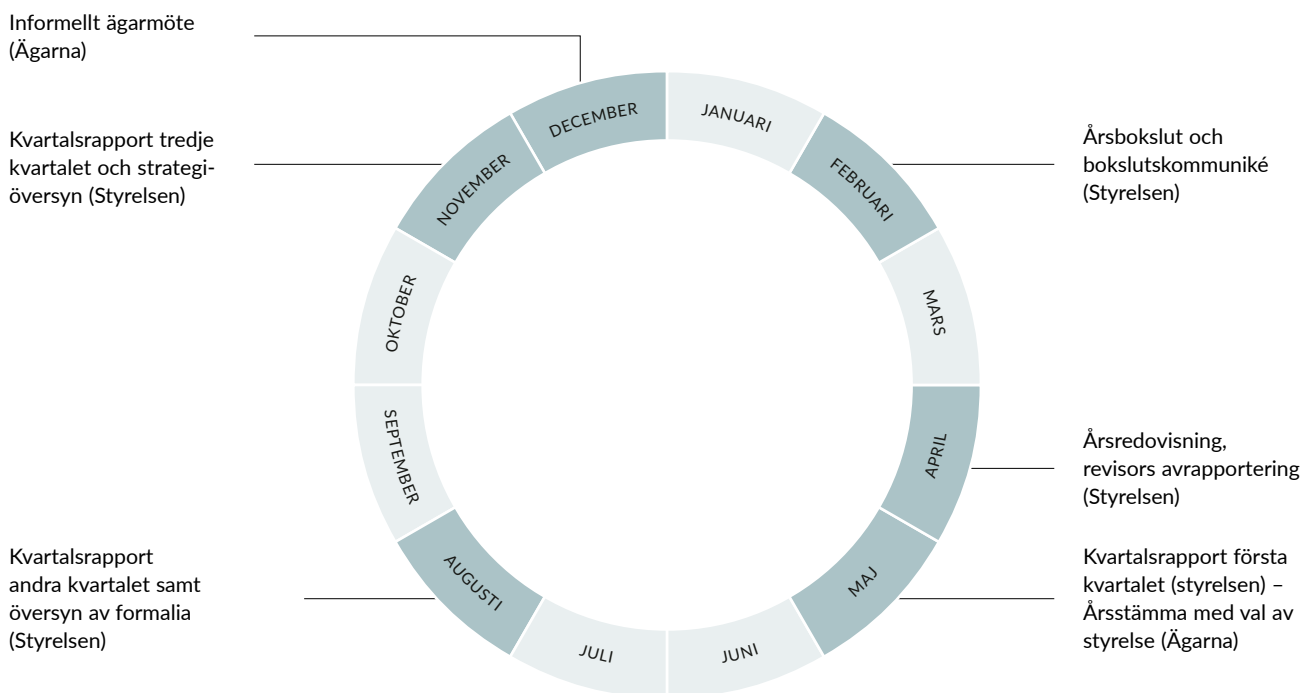 Informellt ägarmöte
(Ägarna)
Kvartalsrapport tredje
kvartalet och strategi-
översyn (Styrelsen)
Kvartalsrapport
andra kvartalet samt
översyn av formalia
(Styrelsen)
JANUARI
FEBRUARI
MARS
APRIL
MAJ
JUNI
JULI
AUGUSTI
SEPTEMBER
OKTOBER
NOVEMBER
DECEMBER
Årsbokslut och
bokslutskommuniké
(Styrelsen)
Årsredovisning,
revisors avrapportering
(Styrelsen)
Kvartalsrapport första
kvartalet (styrelsen) –
Årsstämma med val av
styrelse (Ägarna)